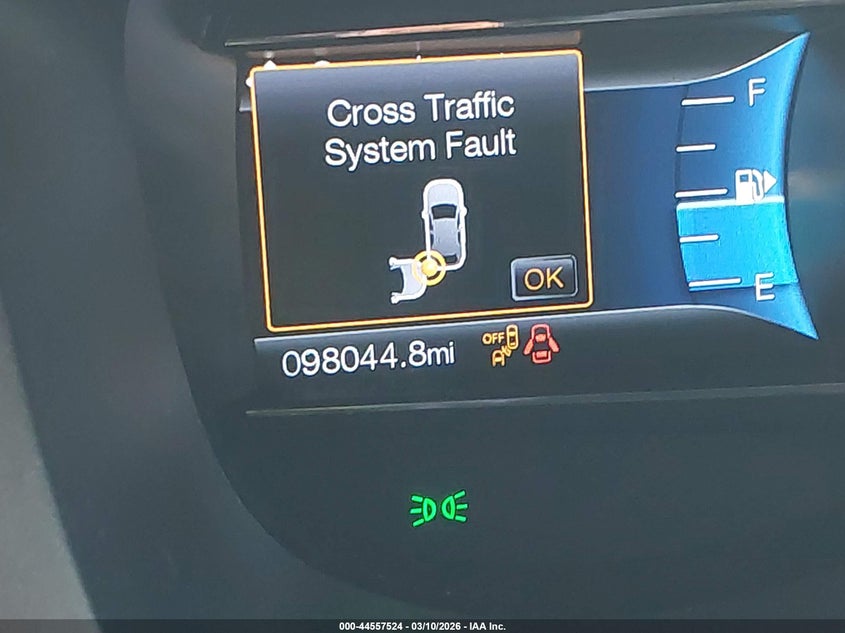 Cross Traffic
System Fault
OK
F
E
098044.8mi
OFF
000-44557524 - 03/10/2026 - IAA Inc.